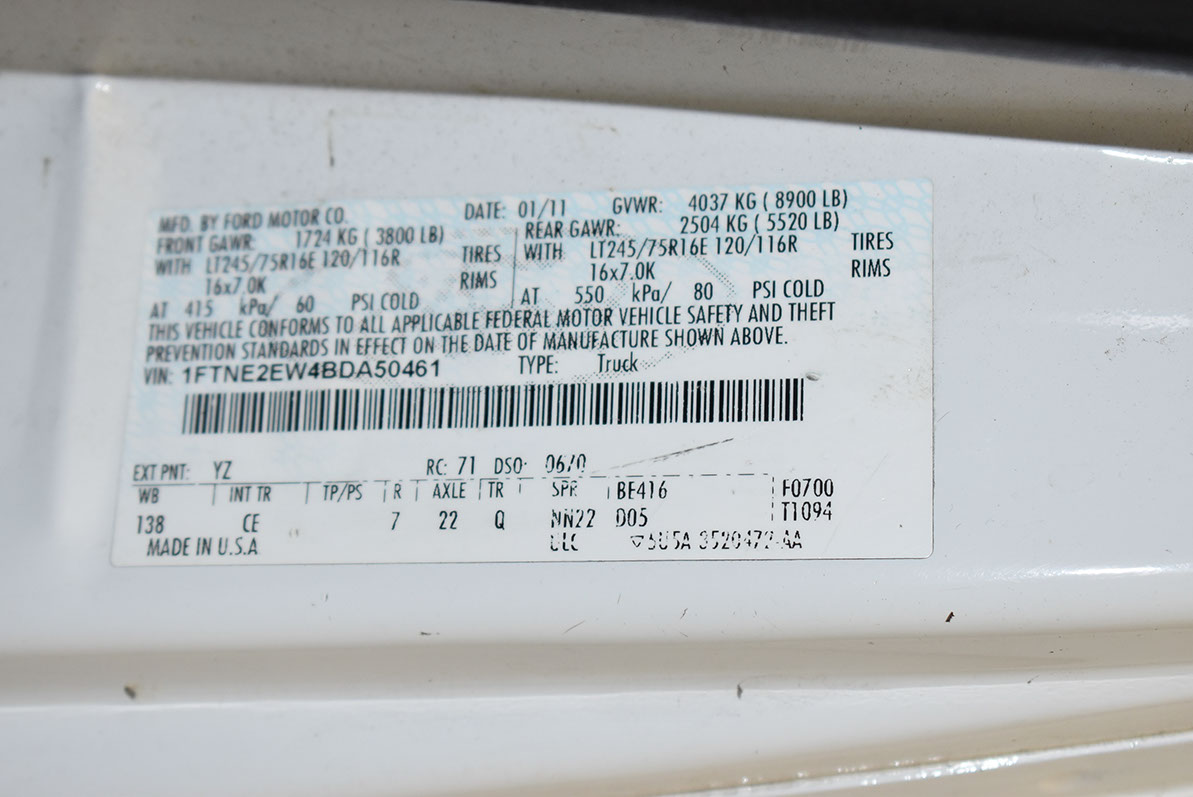 MFD. BY FORD MOTOR CO. DATE: 01/11 GVWR: 4037 KG ( 8900 LB)
FRONT GAWR: 1724 KG ( 3800 LB) REAR GAWR: 2504 KG ( 5520 LB)
WITH LT245/75R16E 120/116R TIRES WITH LT245/75R16E 120/116R TIRES
16x7.0K RIMS 16x7.0K RIMS
AT 415 kPa/ 60 PSI COLD AT 550 kPa/ 80 PSI COLD
THIS VEHICLE CONFORMS TO ALL APPLICABLE FEDERAL MOTOR VEHICLE SAFETY AND THEFT
PREVENTION STANDARDS IN EFFECT ON THE DATE OF MANUFACTURE SHOWN ABOVE.
VIN: 1FTNE2EW4BDA50461 TYPE: Truck
EXT PNT: YZ RC: 71 DSO: 
WB INT TR TP/PS R AXLE TR SPR BE416 F0700
138 CE 7 22 Q NN22 D05 T1094
MADE IN U.S.A